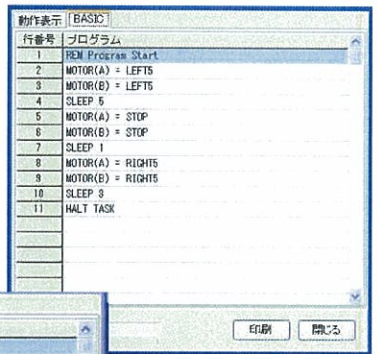 動作表示 BASIC
行番号 プログラム
1 REM Program Start
2 MOTOR(A) = LEFT5
3 MOTOR(B) = LEFT5
4 SLEEP 5
5 MOTOR(A) = STOP
6 MOTOR(B) = STOP
7 SLEEP 1
8 MOTOR(A) = RIGHT5
9 MOTOR(B) = RIGHT5
10 SLEEP 3
11 HALT TASK
印刷 閉じる